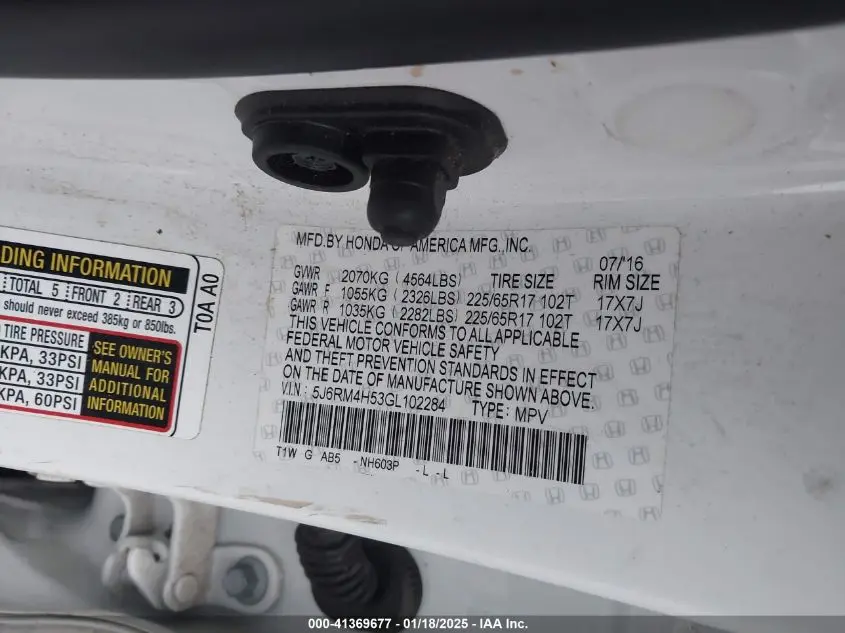 DING INFORMATION
TOTAL 5 FRONT 2 REAR 3
should never exceed 385kg or 850lbs.
TIRE PRESSURE
KPA, 33PSI
KPA, 33PSI
KPA, 60PSI
SEE OWNER'S
MANUAL FOR
ADDITIONAL
INFORMATION
T0A A0
MFD.BY HONDA OF AMERICA MFG.,INC.
07/'16
GVWR 2070KG (4564LBS) TIRE SIZE RIM SIZE
GAWR F 1055KG (2326LBS) 225/65R17 102T 17X7J
GAWR R 1035KG (2282LBS) 225/65R17 102T 17X7J
THIS VEHICLE CONFORMS TO ALL APPLICABLE
FEDERAL MOTOR VEHICLE SAFETY
AND THEFT PREVENTION STANDARDS IN EFFECT
ON THE DATE OF MANUFACTURE SHOWN ABOVE.
V.I.N: 5J6RM4H53GL102284 TYPE: MPV
T1W G AB5 -NH603P -L -L
000-41369677 - 01/18/2025 - IAA Inc.